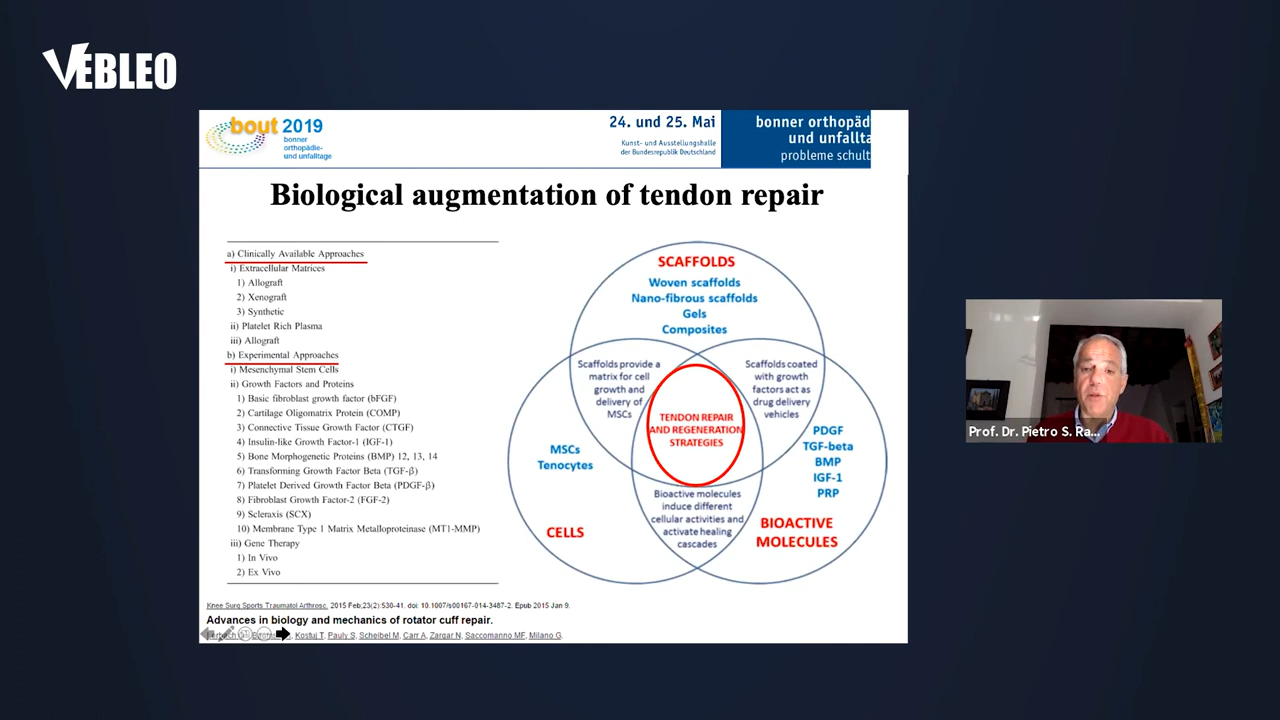 VEBLEO
bout 2019
bonner
orthopädie-
und unfalltage
24. und 25. Mai
Kunst- und Ausstellungshalle
der Bundesrepublik Deutschland
bonner orthopäd
und unfallta
probleme schult
Biological augmentation of tendon repair
a) Clinically Available Approaches
i) Extracellular Matrices
1) Allograft
2) Xenograft
3) Synthetic
ii) Platelet Rich Plasma
iii) Allograft
b) Experimental Approaches
i) Mesenchymal Stem Cells
ii) Growth Factors and Proteins
1) Basic fibroblast growth factor (bFGF)
2) Cartilage Oligomatrix Protein (COMP)
3) Connective Tissue Growth Factor (CTGF)
4) Insulin-like Growth Factor-1 (IGF-1)
5) Bone Morphogenetic Proteins (BMP) 12, 13, 14
6) Transforming Growth Factor Beta (TGF-β)
7) Platelet Derived Growth Factor Beta (PDGF-β)
8) Fibroblast Growth Factor-2 (FGF-2)
9) Scleraxis (SCX)
10) Membrane Type 1 Matrix Metalloproteinase (MT1-MMP)
iii) Gene Therapy
1) In Vivo
2) Ex Vivo
SCAFFOLDS
Woven scaffolds
Nano-fibrous scaffolds
Gels
Composites
Scaffolds provide a
matrix for cell
growth and
delivery of
MSCs
Scaffolds coated
with growth
factors act as
drug delivery
vehicles
TENDON REPAIR
AND REGENERATION
STRATEGIES
MSCs
Tenocytes
CELLS
PDGF
TGF-beta
BMP
IGF-1
PRP
BIOACTIVE
MOLECULES
Bioactive molecules
induce different
cellular activities and
activate healing
cascades
Knee Surg Sports Traumatol Arthrosc. 2015 Feb;23(2):530-41. doi: 10.1007/s00167-014-3487-2. Epub 2015 Jan 9.
Advances in biology and mechanics of rotator cuff repair.
Kostuj T, Pauly S, Scheibel M, Carr A, Zargar N, Saccomanno MF, Milano G.
Prof. Dr. Pietro S. Ra...